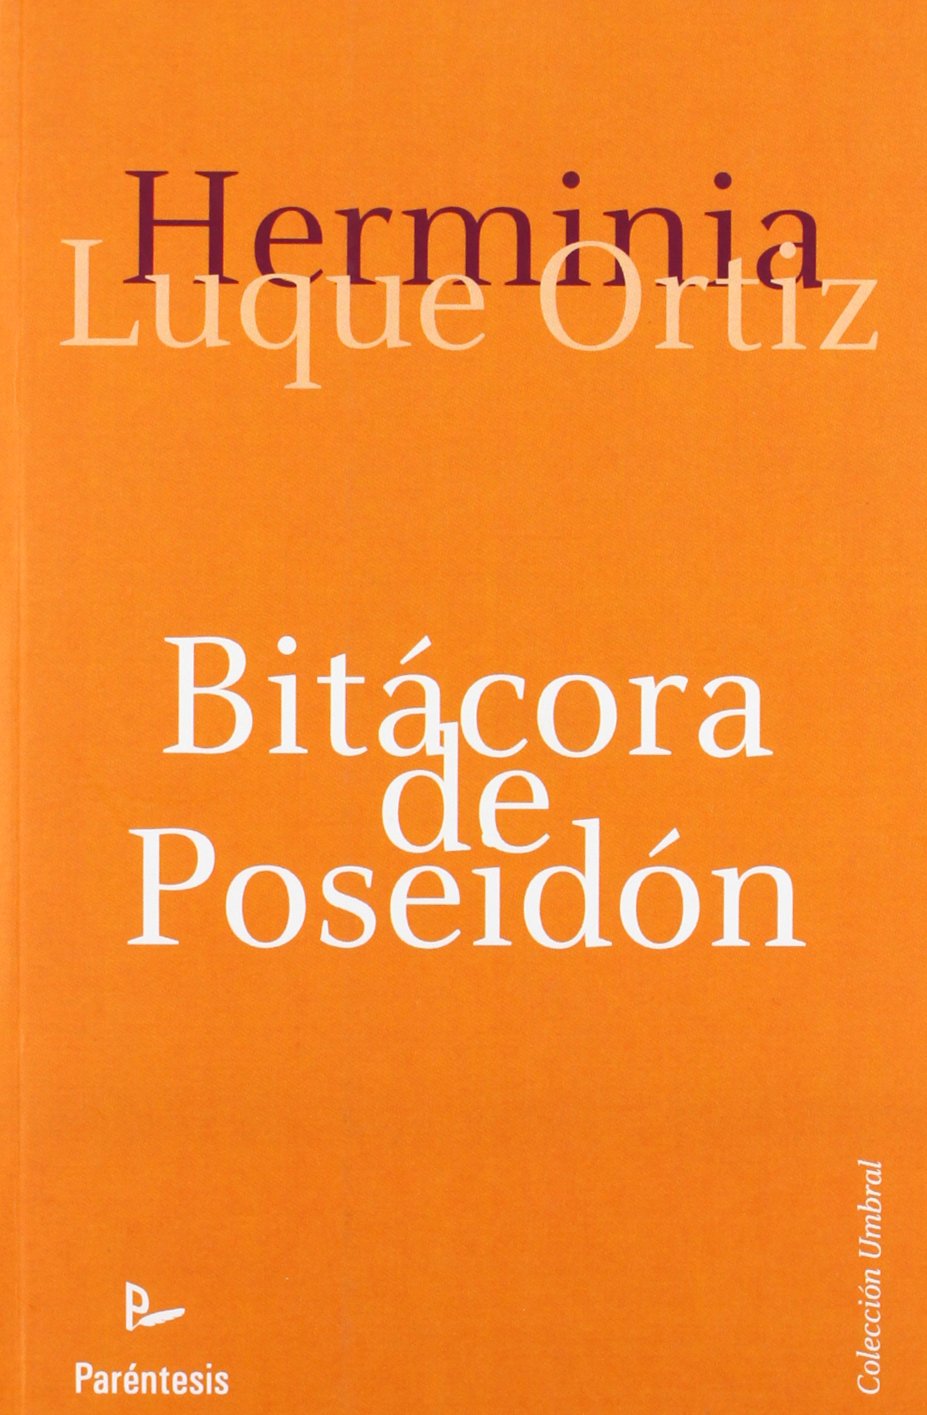 Herminia
Luque Ortiz
Bitácora
de
Poseidón
Colección Umbral
P
Paréntesis